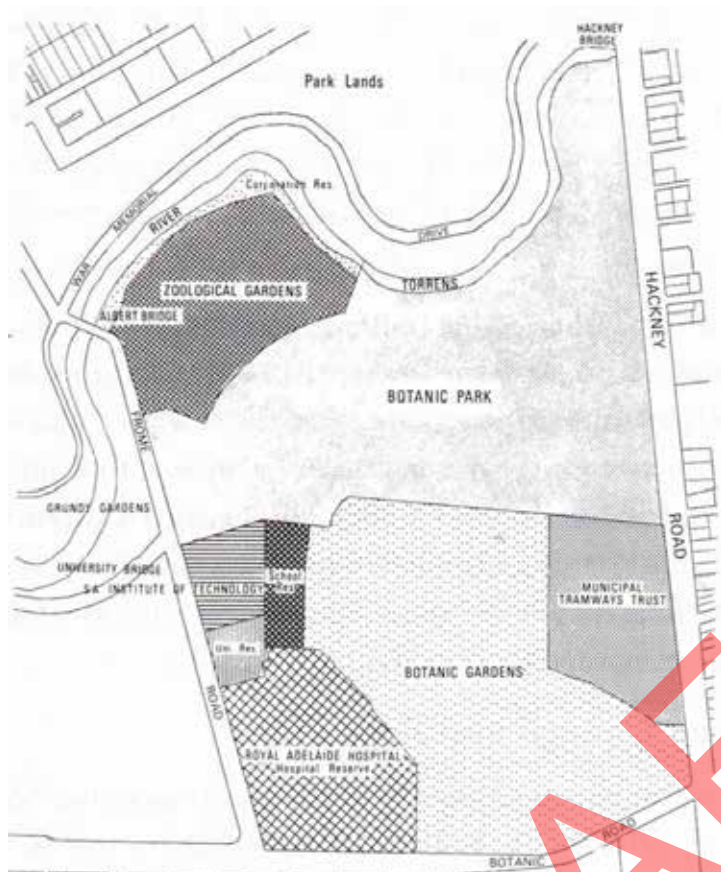 HACKNEY
BRIDGE
Park Lands
Corporation Res.
WAR MEMORIAL DRIVE
RIVER TORRENS
ZOOLOGICAL GARDENS
ALBERT BRIDGE
HACKNEY ROAD
BOTANIC PARK
FROME ROAD
GRUNDY GARDENS
UNIVERSITY BRIDGE
S.A. INSTITUTE OF TECHNOLOGY
School
Res.
MUNICIPAL
TRAMWAYS TRUST
Uni. Res.
BOTANIC GARDENS
ROYAL ADELAIDE HOSPITAL
Hospital Reserve
BOTANIC ROAD